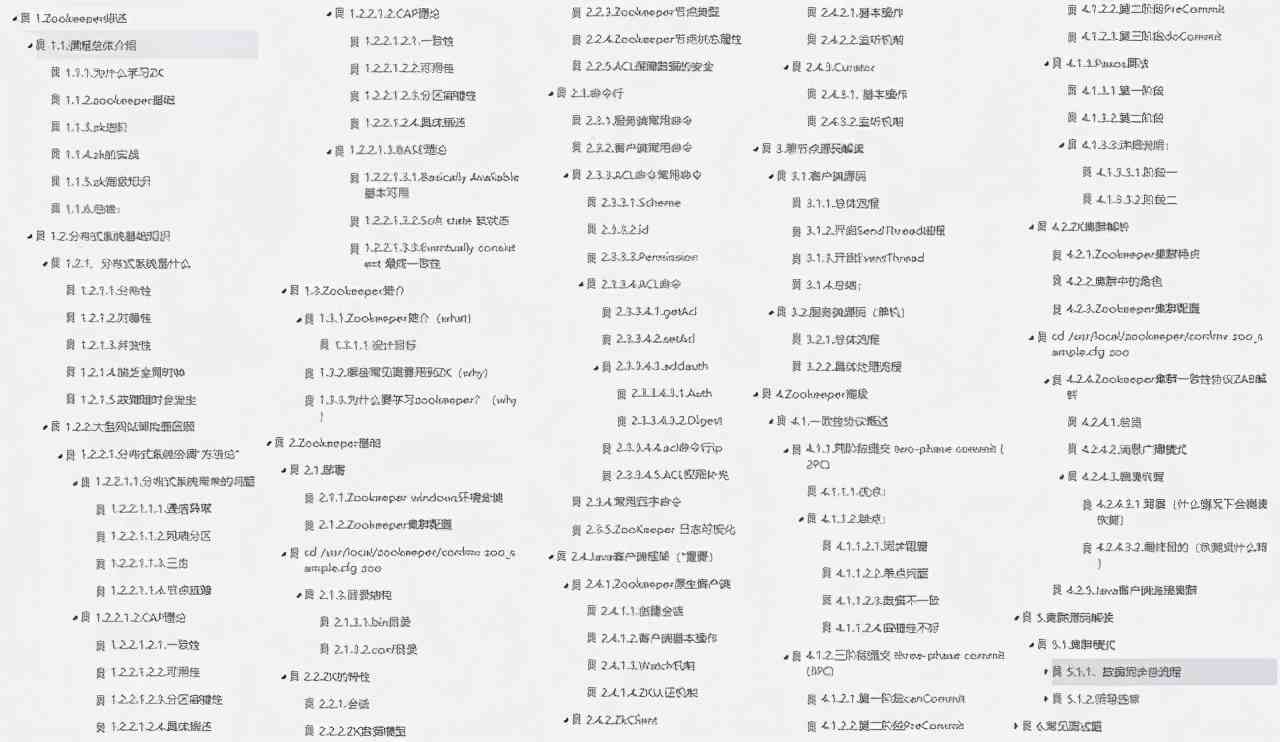 1.Zookeeper概述
1.1.课程总体介绍
1.1.1.为什么学习ZK
1.1.2.zookeeper基础
1.1.3.zk进阶
1.1.4.zk的实战
1.1.5.zk高级知识
1.1.6.总结：
1.2.分布式系统基础知识
1.2.1、分布式系统是什么
1.2.1.1.分布性
1.2.1.2.对等性
1.2.1.3.并发性
1.2.1.4.缺乏全局时钟
1.2.1.5.故障随时会发生
1.2.2.大型网站架构
1.2.2.1.分布式系统协调“方法论”
1.2.2.1.1.分布式系统带来的问题
1.2.2.1.1.1.通信异常
1.2.2.1.1.2.网络分区
1.2.2.1.1.3.三态
1.2.2.1.1.4.节点故障
1.2.2.1.2.CAP理论
1.2.2.1.2.1.一致性
1.2.2.1.2.2.可用性
1.2.2.1.2.3.分区容错性
1.2.2.1.2.4.具体描述
1.2.2.1.2.CAP理论
1.2.2.1.2.1.一致性
1.2.2.1.2.2.可用性
1.2.2.1.2.3.分区容错性
1.2.2.1.2.4.具体描述
1.2.2.1.3.BASE理论
1.2.2.1.3.1.Basically Available
基本可用
1.2.2.1.3.2.Soft state 软状态
1.2.2.1.3.3.Eventually consist
ent 最终一致性
1.3.Zookeeper简介
1.3.1.Zookeeper简介（what）
1.3.1.1.设计目标
1.3.2.哪些常见需要用到ZK（why）
1.3.3.为什么要学习zookeeper？（why
）
2.Zookeeper基础
2.1.部署
2.1.1.Zookeeper windows环境搭建
2.1.2.Zookeeper集群配置
cd /usr/local/zookeeper/confmv zoo_s
ample.cfg zoo
2.1.3.目录结构
2.1.3.1.bin目录
2.1.3.2.conf目录
2.2.ZK的特性
2.2.1.会话
2.2.2.ZK数据模型
2.2.3.Zookeeper节点类型
2.2.4.Zookeeper节点状态属性
2.2.5.ACL保障数据的安全
2.3.命令行
2.3.1.服务端常用命令
2.3.2.客户端常用命令
2.3.3.ACL命令常用命令
2.3.3.1.Scheme
2.3.3.2.id
2.3.3.3.Permission
2.3.3.4.ACL命令
2.3.3.4.1.getAcl
2.3.3.4.2.setAcl
2.3.3.4.3.addauth
2.3.3.4.3.1.Auth
2.3.3.4.3.2.Digest
2.3.3.4.4.acl命令行ip
2.3.3.4.5.ACL权限补充
2.3.4.常用四字命令
2.3.5.ZooKeeper 日志可视化
2.4.Java客户端框架（*重要）
2.4.1.Zookeeper原生客户端
2.4.1.1.创建会话
2.4.1.2.客户端基本操作
2.4.1.3.Watch机制
2.4.1.4.ZK认证机制
2.4.2.ZkClient
2.4.2.1.基本操作
2.4.2.2.监听机制
2.4.3.Curator
2.4.3.1. 基本操作
2.4.3.2.监听机制
3.单节点源码解读
3.1.客户端源码
3.1.1.总体流程
3.1.2.开启SendThread线程
3.1.3.开启EventThread
3.1.4.总结：
3.2.服务端源码（单机）
3.2.1.总体流程
3.2.2.具体处理流程
4.Zookeeper高级
4.1.一致性协议概述
4.1.1.两阶段提交 two-phase commit (
2PC)
4.1.1.1.优点：
4.1.1.2.缺点：
4.1.1.2.1.同步阻塞
4.1.1.2.2.单点问题
4.1.1.2.3.数据不一致
4.1.1.2.4.容错性不好
4.1.2.三阶段提交 three-phase commit
(3PC)
4.1.2.1.第一阶段canCommit
4.1.2.2.第二阶段PreCommit
4.1.2.2.第二阶段PreCommit
4.1.2.3.第三阶段doCommit
4.1.3.Paxos算法
4.1.3.1.第一阶段
4.1.3.2.第二阶段
4.1.3.3.详细说明：
4.1.3.3.1.阶段一
4.1.3.3.2.阶段二
4.2.ZK集群解析
4.2.1.Zookeeper集群特点
4.2.2.集群中的角色
4.2.3.Zookeeper集群配置
cd /usr/local/zookeeper/confmv zoo_s
ample.cfg zoo
4.2.4.Zookeeper集群一致性协议ZAB解
析
4.2.4.1.总览
4.2.4.2.消息广播模式
4.2.4.3.崩溃恢复
4.2.4.3.1.背景（什么情况下会崩溃
恢复）
4.2.4.3.2.最终目的（恢复成什么样
）
4.2.5.Java客户端连接集群
5.集群源码解读
5.1.集群模式
5.1.1、数据同步总流程
5.1.2.领导选举
6.常见面试题